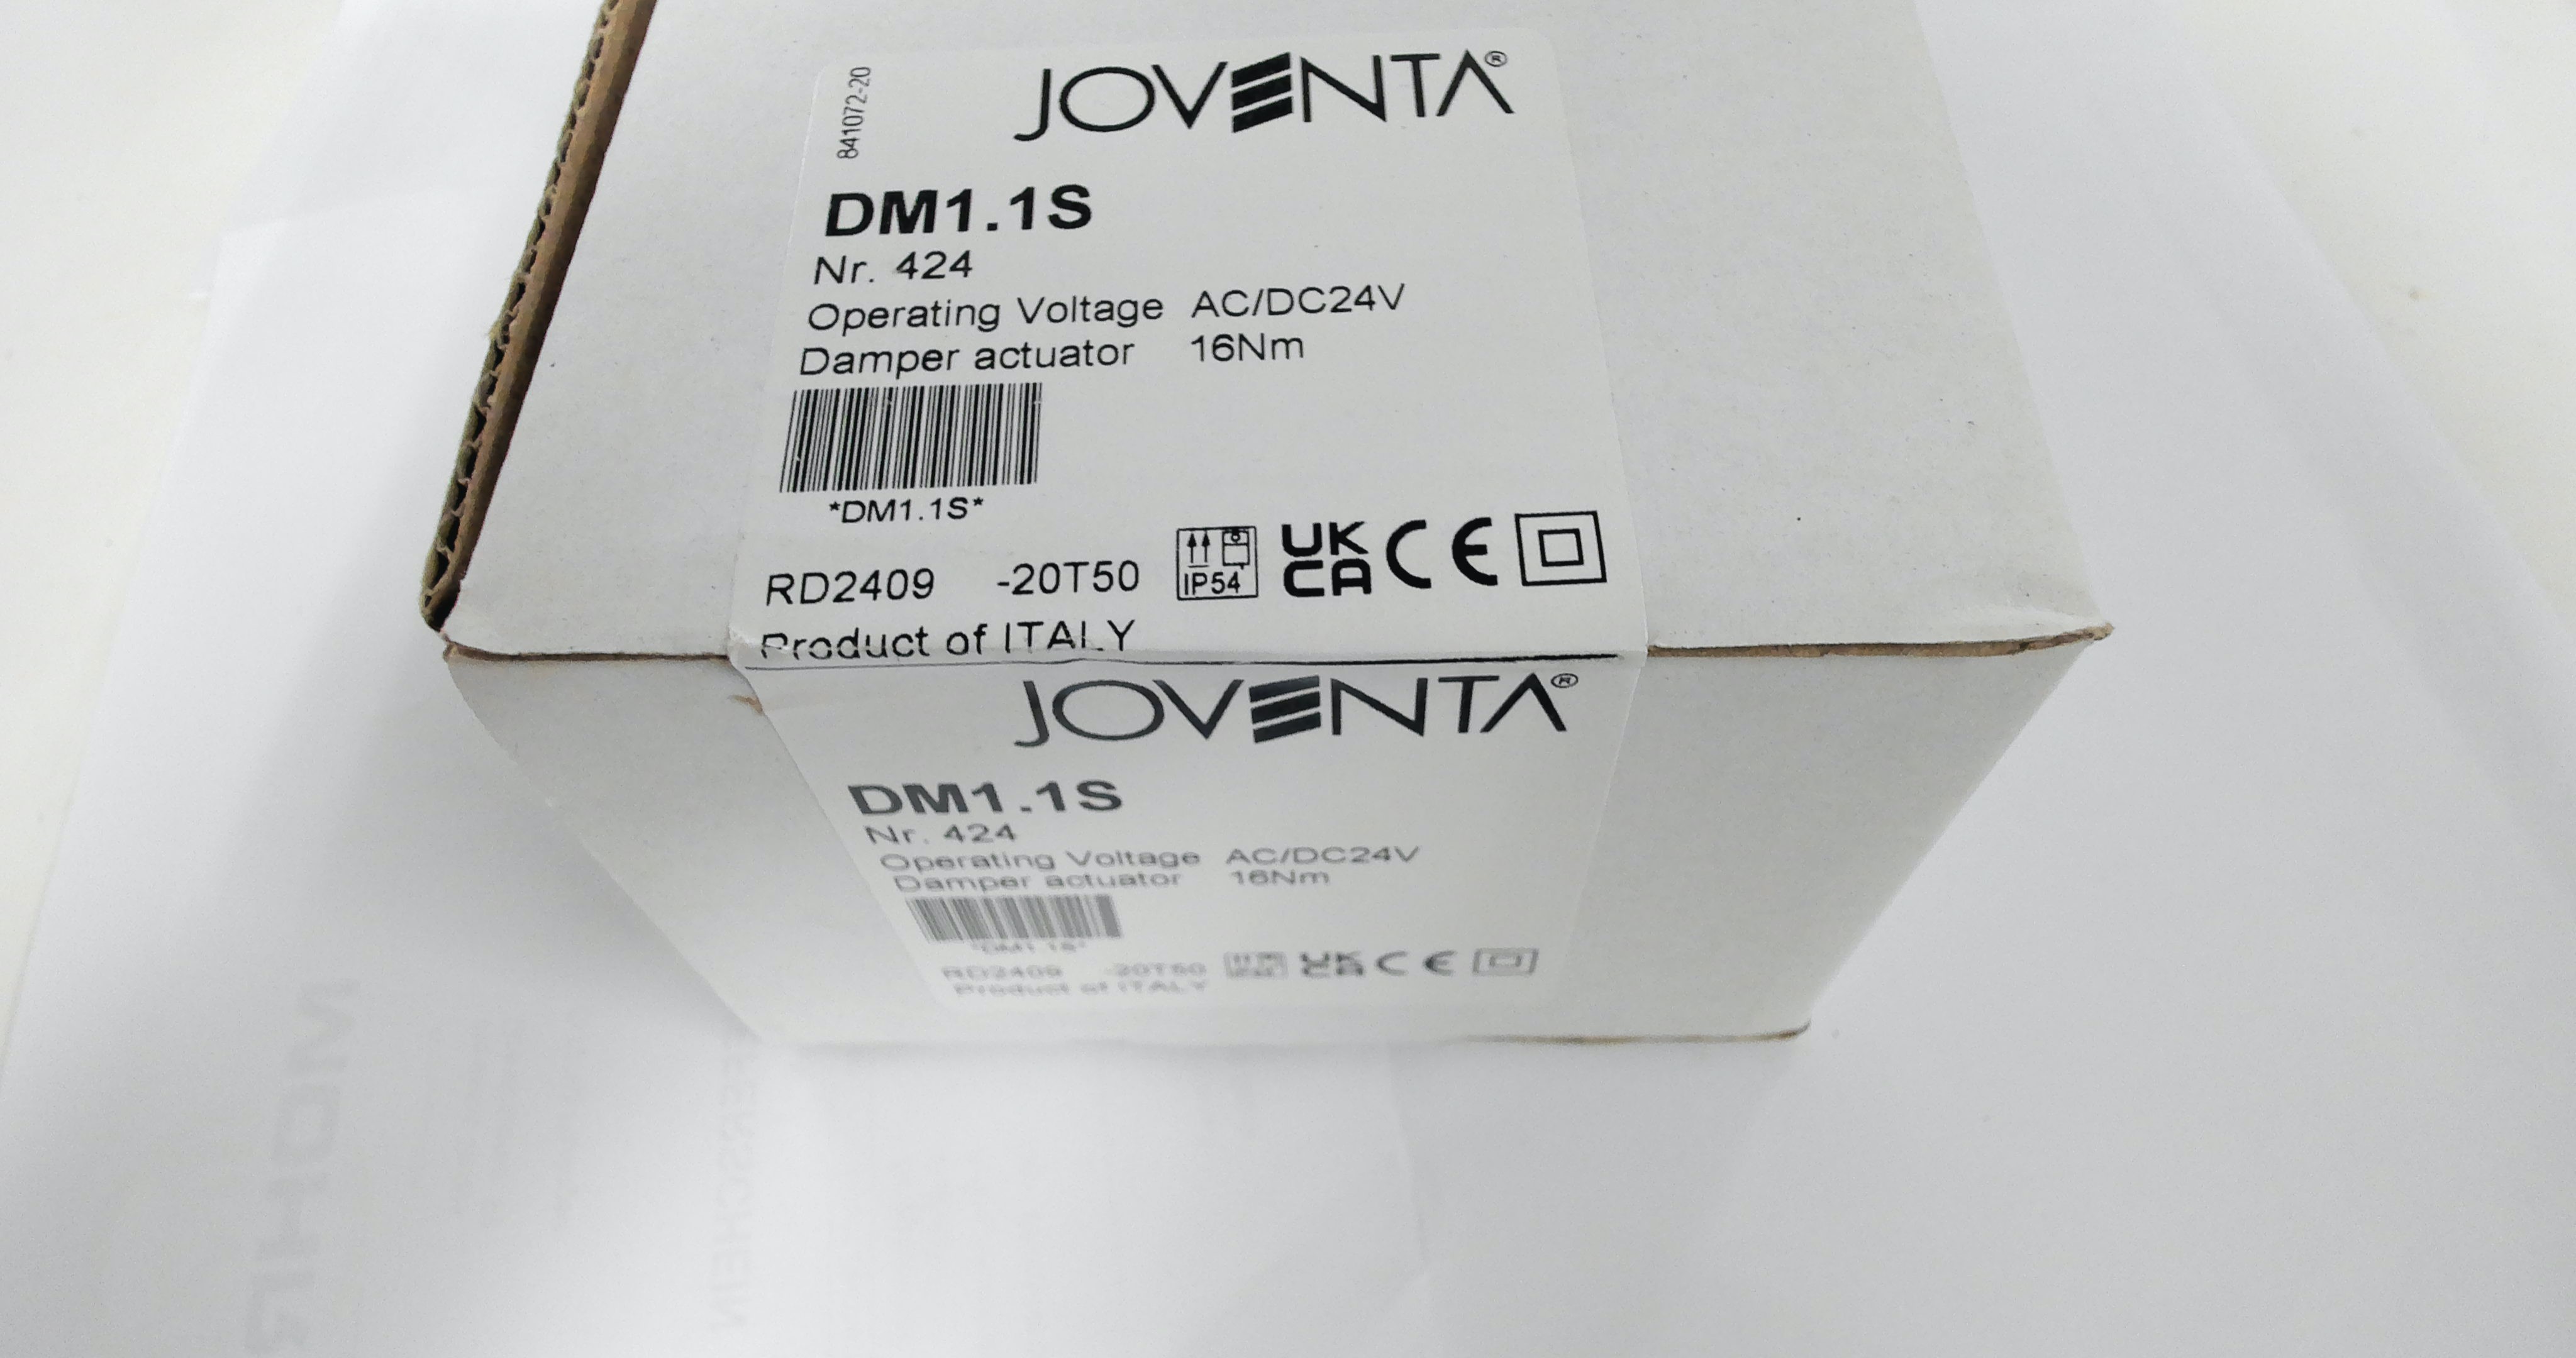 841072-20
JOVENTA®
DM1.1S
Nr. 424
Operating Voltage AC/DC24V
Damper actuator 16Nm
*DM1.1S*
RD2409 -20T50 IP54 UK CA CE
Product of ITALY
JOVENTA®
DM1.1S
Nr. 424
Operating Voltage AC/DC24V
Damper actuator 16Nm
*DM1.1S*
RD2409 -20T50 UK CA CE
Product of ITALY